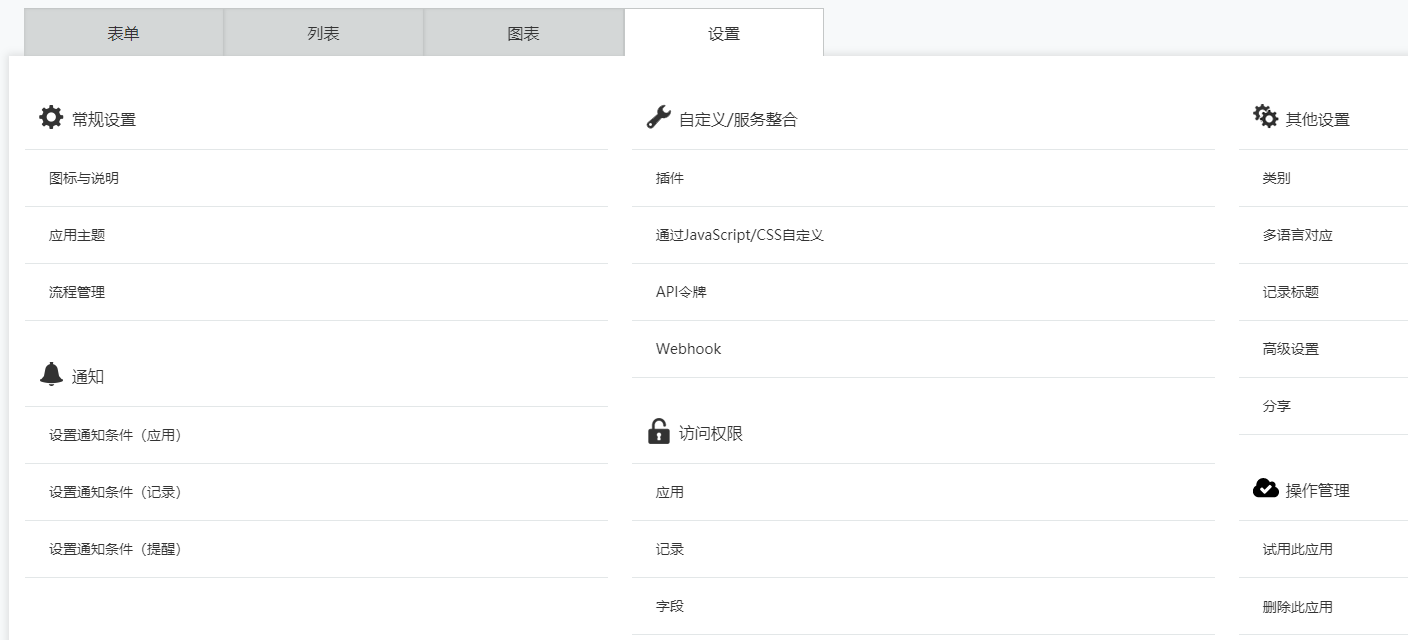 表单
列表
图表
设置
常规设置
图标与说明
应用主题
流程管理
通知
设置通知条件（应用）
设置通知条件（记录）
设置通知条件（提醒）
自定义/服务整合
插件
通过JavaScript/CSS自定义
API令牌
Webhook
访问权限
应用
记录
字段
其他设置
类别
多语言对应
记录标题
高级设置
分享
操作管理
试用此应用
删除此应用